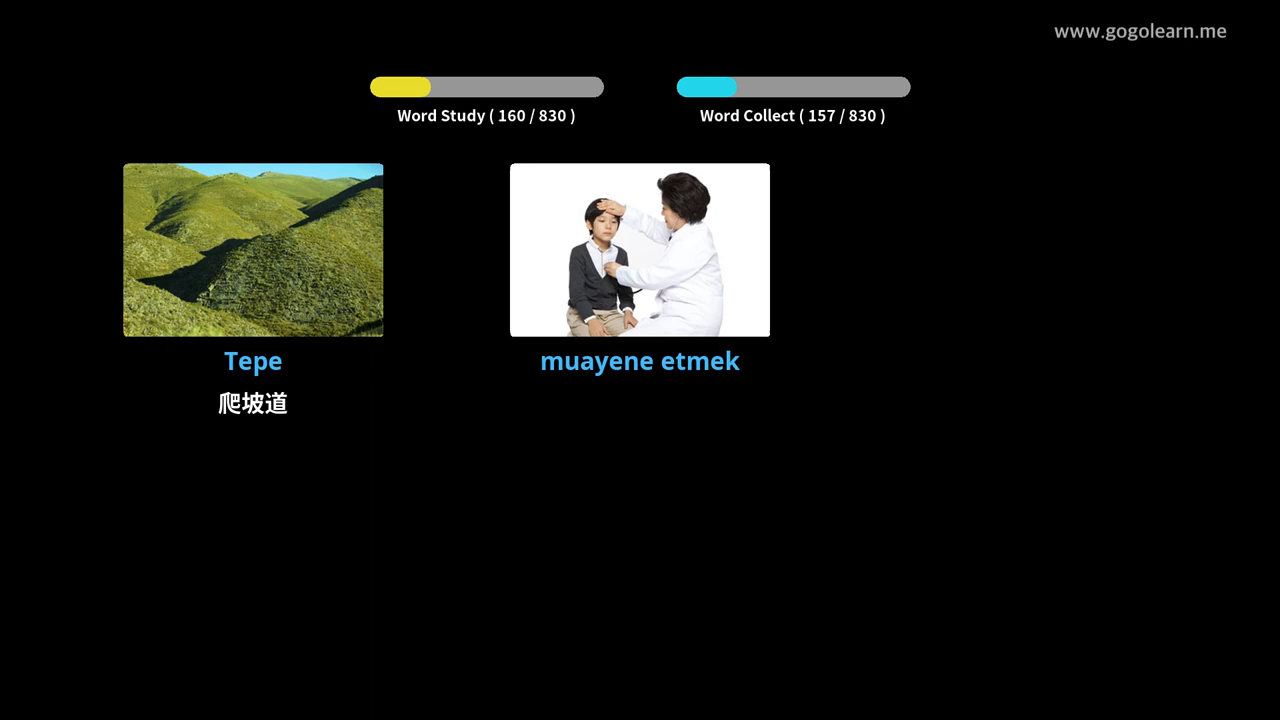 www.gogolearn.me
Word Study ( 160 / 830 )
Word Collect ( 157 / 830 )
Tepe
爬坡道
muayene etmek